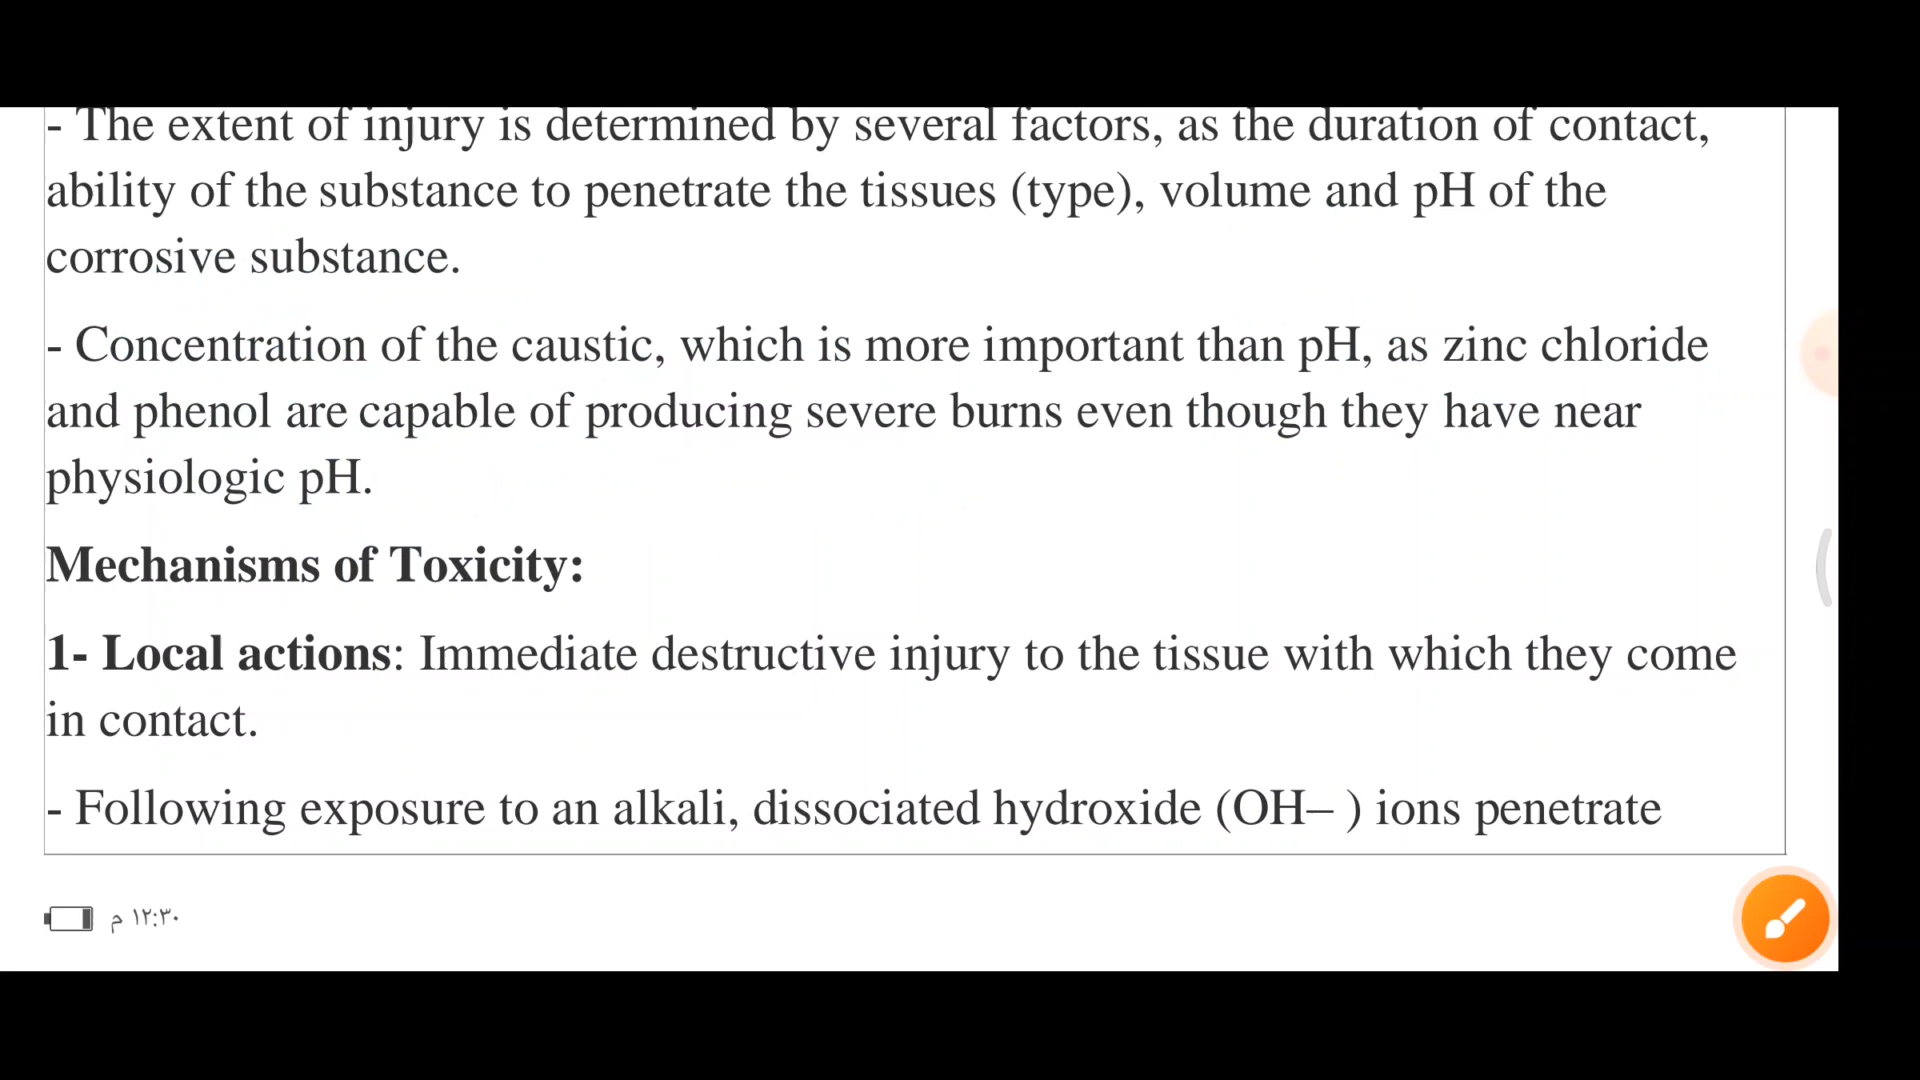 - The extent of injury is determined by several factors, as the duration of contact,
ability of the substance to penetrate the tissues (type), volume and pH of the
corrosive substance.
- Concentration of the caustic, which is more important than pH, as zinc chloride
and phenol are capable of producing severe burns even though they have near
physiologic pH.
Mechanisms of Toxicity:
1- Local actions: Immediate destructive injury to the tissue with which they come
in contact.
- Following exposure to an alkali, dissociated hydroxide (OH– ) ions penetrate
١٢:٣٠ م